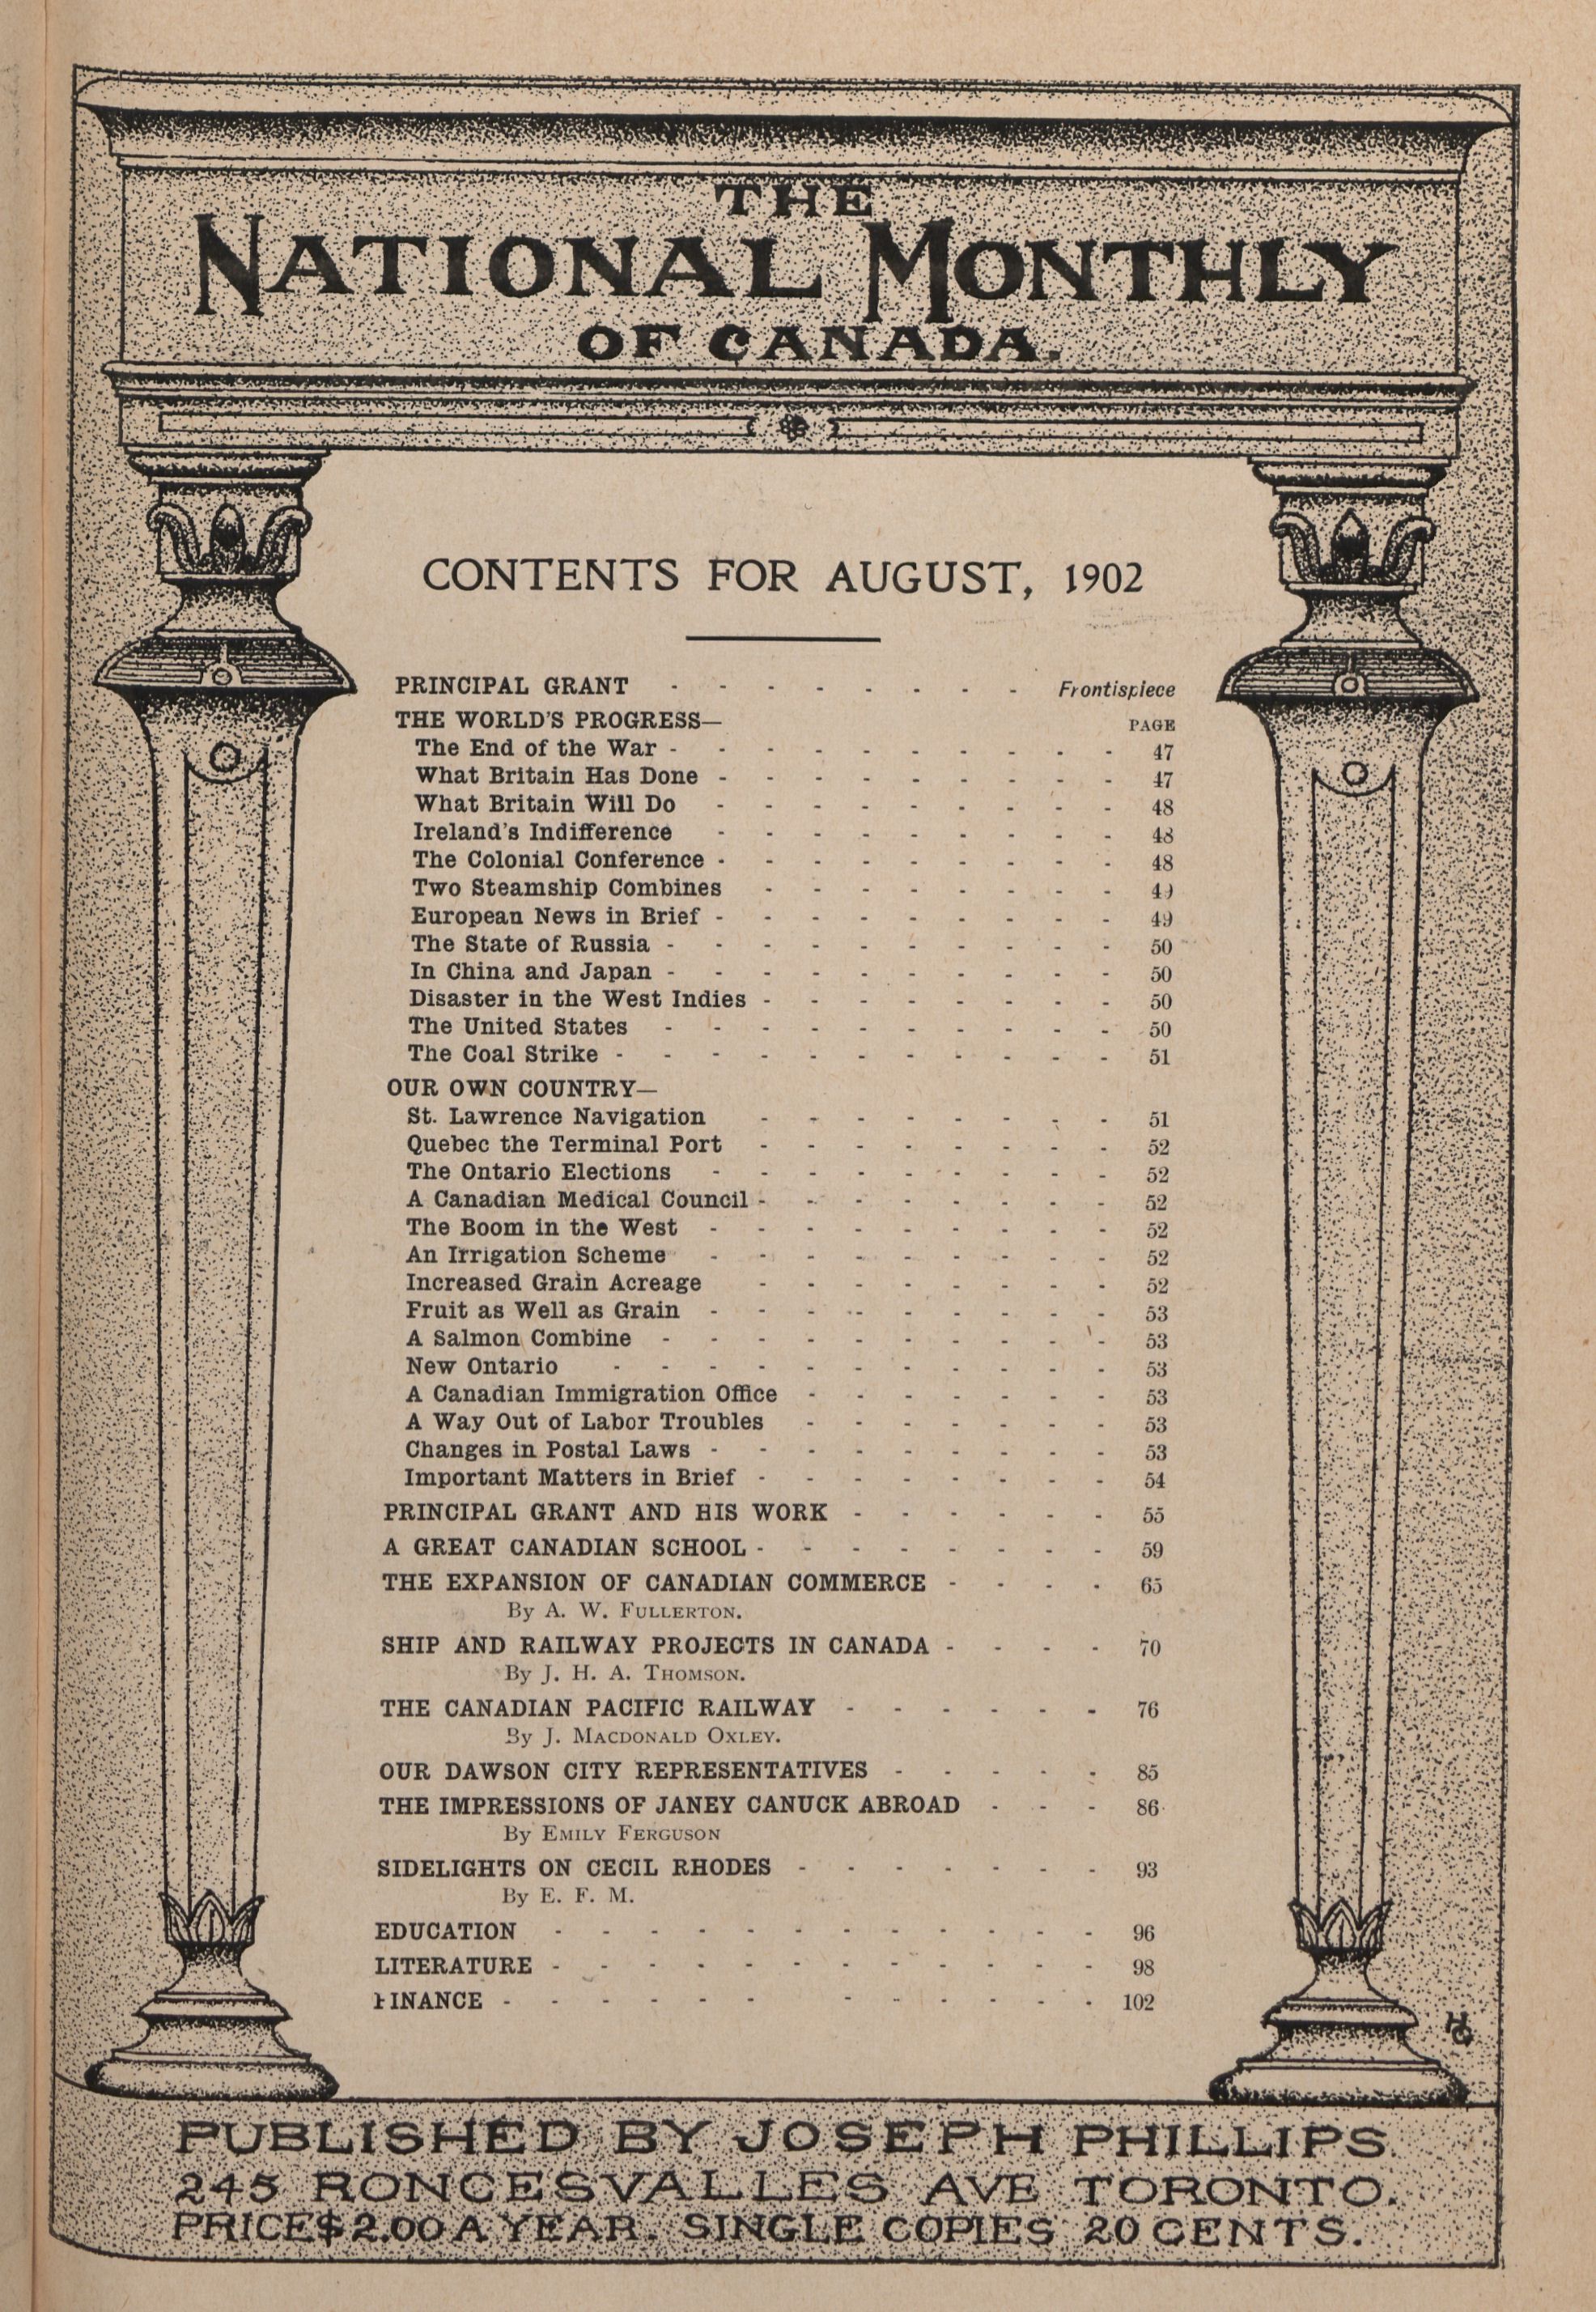 THE
NATIONAL MONTHLY
OF CANADA.
CONTENTS FOR AUGUST, 1902
PRINCIPAL GRANT - - - - - - - - Frontispiece
THE WORLD'S PROGRESS— PAGE
The End of the War - - - - - - - - - - 47
What Britain Has Done - - - - - - - - - 47
What Britain Will Do - - - - - - - - - 48
Ireland's Indifference - - - - - - - - - 48
The Colonial Conference - - - - - - - - - 48
Two Steamship Combines - - - - - - - - 49
European News in Brief - - - - - - - - - 49
The State of Russia - - - - - - - - - - 50
In China and Japan - - - - - - - - - - 50
Disaster in the West Indies - - - - - - - - 50
The United States - - - - - - - - - - 50
The Coal Strike - - - - - - - - - - - 51
OUR OWN COUNTRY—
St. Lawrence Navigation - - - - - - - - 51
Quebec the Terminal Port - - - - - - - - 52
The Ontario Elections - - - - - - - - - 52
A Canadian Medical Council - - - - - - - - 52
The Boom in the West - - - - - - - - - 52
An Irrigation Scheme - - - - - - - - - 52
Increased Grain Acreage - - - - - - - - 52
Fruit as Well as Grain - - - - - - - - - 53
A Salmon Combine - - - - - - - - - - 53
New Ontario - - - - - - - - - - - 53
A Canadian Immigration Office - - - - - - - 53
A Way Out of Labor Troubles - - - - - - - 53
Changes in Postal Laws - - - - - - - - - 53
Important Matters in Brief - - - - - - - - 54
PRINCIPAL GRANT AND HIS WORK - - - - - - 55
A GREAT CANADIAN SCHOOL - - - - - - - - 59
THE EXPANSION OF CANADIAN COMMERCE - - - - 65
By A. W. FULLERTON.
SHIP AND RAILWAY PROJECTS IN CANADA - - - - 70
By J. H. A. THOMSON.
THE CANADIAN PACIFIC RAILWAY - - - - - - 76
By J. MACDONALD OXLEY.
OUR DAWSON CITY REPRESENTATIVES - - - - - 85
THE IMPRESSIONS OF JANEY CANUCK ABROAD - - - 86
By EMILY FERGUSON
SIDELIGHTS ON CECIL RHODES - - - - - - - 93
By E. F. M.
EDUCATION - - - - - - - - - - - - 96
LITERATURE - - - - - - - - - - - - 98
FINANCE - - - - - - - - - - - - 102
PUBLISHED BY JOSEPH PHILLIPS.
245 RONCESVALLES AVE TORONTO.
PRICE $2.00 A YEAR. SINGLE COPIES 20 CENTS.